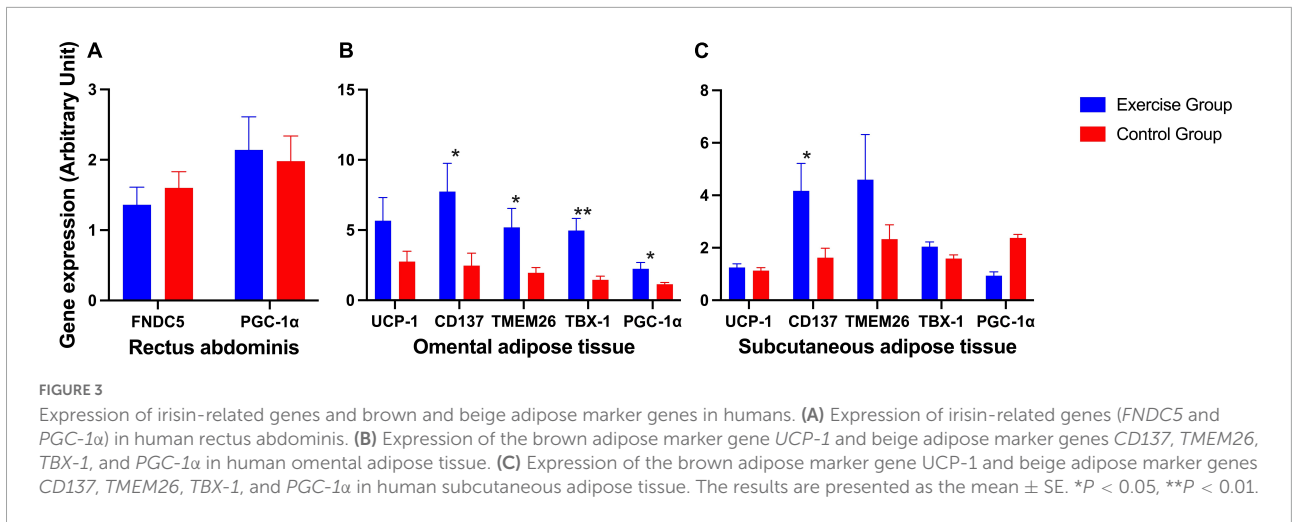 A
B
C
Gene expression (Arbitrary Unit)
3
2
1
0
FNDC5 PGC-1α
Rectus abdominis
15
10
5
0
* * ** *
UCP-1 CD137 TMEM26 TBX-1 PGC-1α
Omental adipose tissue
8
6
4
2
0
*
UCP-1 CD137 TMEM26 TBX-1 PGC-1α
Subcutaneous adipose tissue
Exercise Group
Control Group
FIGURE 3
Expression of irisin-related genes and brown and beige adipose marker genes in humans. (A) Expression of irisin-related genes (FNDC5 and
PGC-1α) in human rectus abdominis. (B) Expression of the brown adipose marker gene UCP-1 and beige adipose marker genes CD137, TMEM26,
TBX-1, and PGC-1α in human omental adipose tissue. (C) Expression of the brown adipose marker gene UCP-1 and beige adipose marker genes
CD137, TMEM26, TBX-1, and PGC-1α in human subcutaneous adipose tissue. The results are presented as the mean ± SE. *P < 0.05, **P < 0.01.